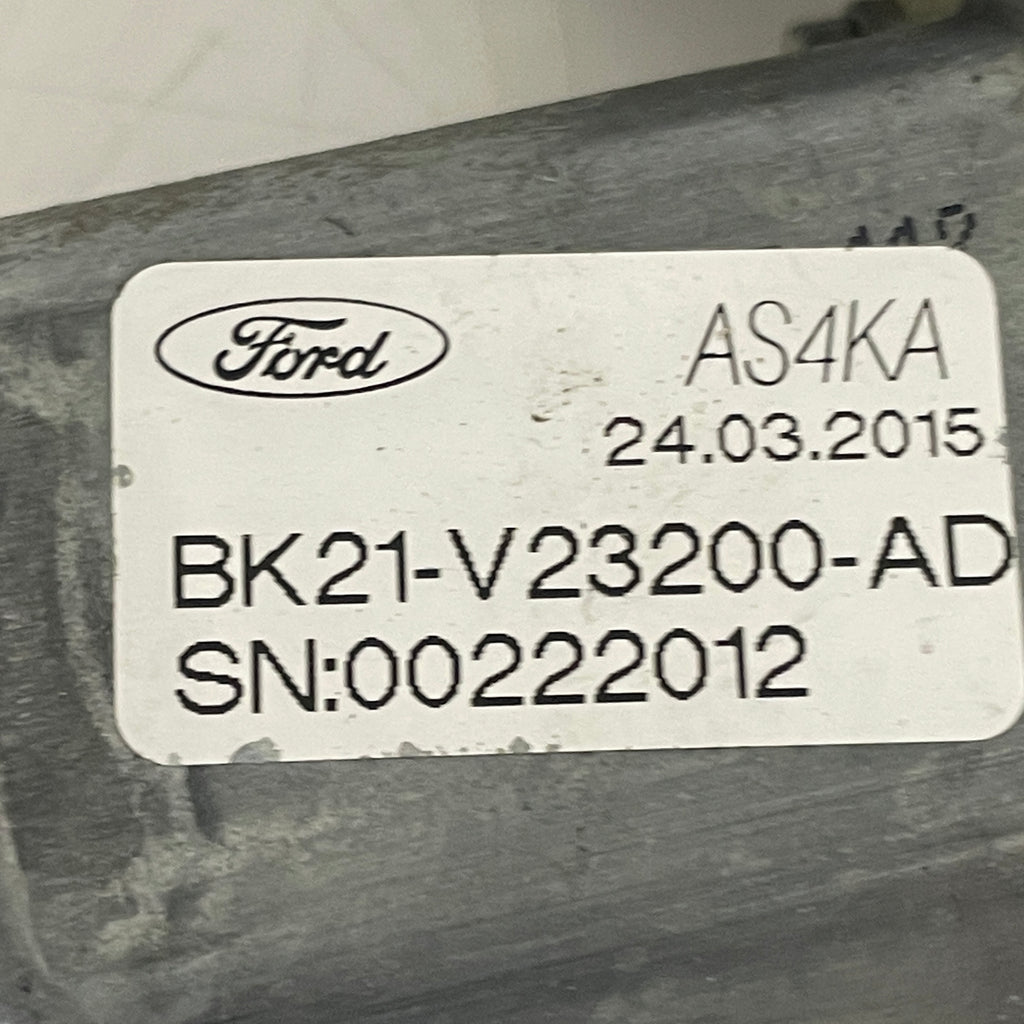 Ford AS4KA
24.03.2015
BK21-V23200-AD
SN:00222012